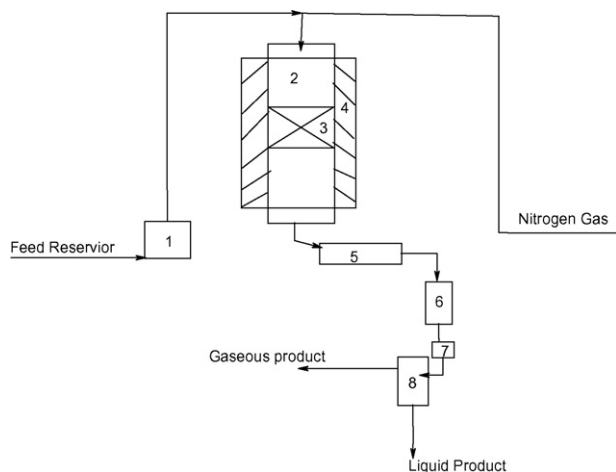 2
4
3
Nitrogen Gas
1
Feed Reservior
5
6
7
Gaseous product
8
Liquid Product